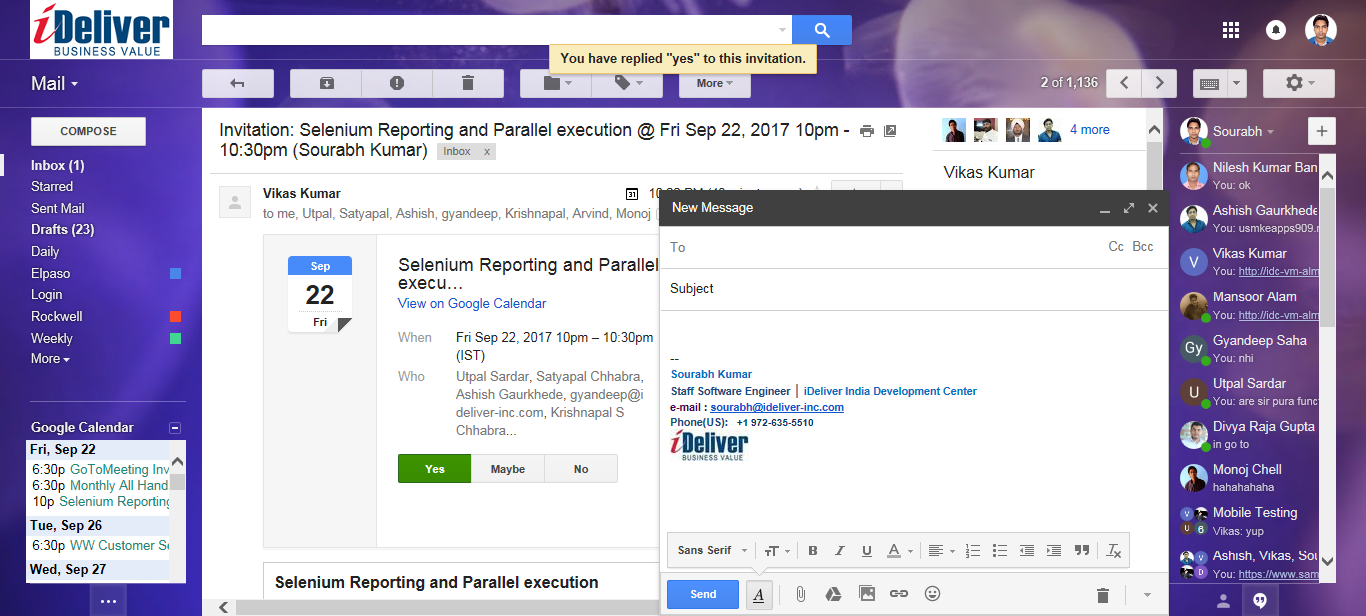 iDeliver
BUSINESS VALUE
You have replied "yes" to this invitation.
Mail
More
2 of 1,136
COMPOSE
Inbox (1)
Starred
Sent Mail
Drafts (23)
Daily
Elpaso
Login
Rockwell
Weekly
More
Google Calendar
Fri, Sep 22
6:30p GoToMeeting Inv
6:30p Monthly All Hand
10p Selenium Reporting
Tue, Sep 26
6:30p WW Customer Se
Wed, Sep 27
Invitation: Selenium Reporting and Parallel execution @ Fri Sep 22, 2017 10pm -
10:30pm (Sourabh Kumar) Inbox x
Vikas Kumar
31
to me, Utpal, Satyapal, Ashish, gyandeep, Krishnapal, Arvind, Monoj
Sep
22
Fri
Selenium Reporting and Parallel
execu...
View on Google Calendar
When Fri Sep 22, 2017 10pm – 10:30pm
(IST)
Who Utpal Sardar, Satyapal Chhabra,
Ashish Gaurkhede, gyandeep@i
deliver-inc.com, Krishnapal S
Chhabra...
Yes Maybe No
Selenium Reporting and Parallel execution
4 more
Vikas Kumar
New Message
To Cc Bcc
Subject
--
Sourabh Kumar
Staff Software Engineer | iDeliver India Development Center
e-mail : sourabh@ideliver-inc.com
Phone(US): +1 972-635-5510
iDeliver
BUSINESS VALUE
Sans Serif
Send
Sourabh
Nilesh Kumar Ban
You: ok
Ashish Gaurkhede
You: usmkeapps909.r
V
Vikas Kumar
You: http://idc-vm-alm
Mansoor Alam
You: http://idc-vm-alm
Gy
Gyandeep Saha
You: nhi
U
Utpal Sardar
You: are sir pura func
Divya Raja Gupta
in go to
Monoj Chell
hahahahaha
V
U 6
Mobile Testing
Vikas: yup
V
D
Ashish, Vikas, Sou
You: https://www.sam